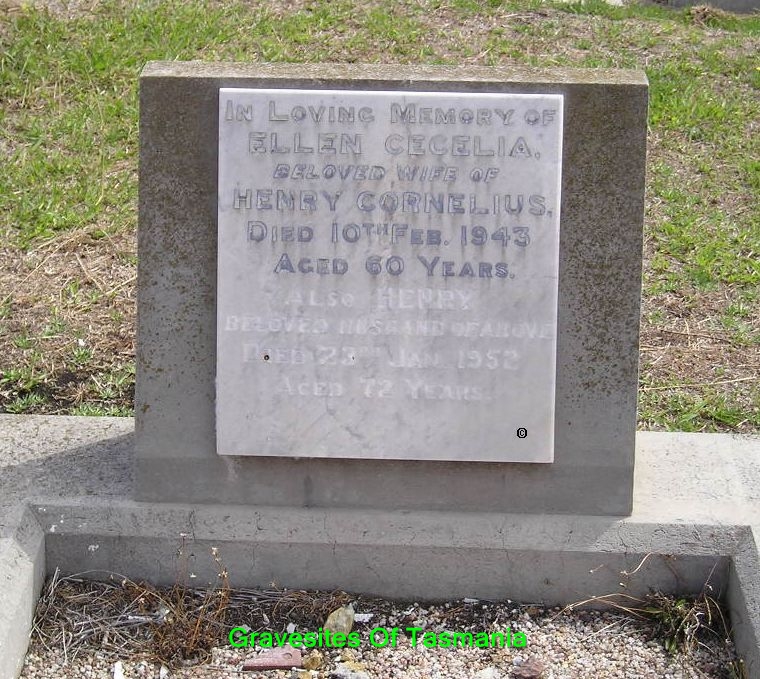 In Loving Memory of
ELLEN CECELIA,
BELOVED WIFE OF
HENRY CORNELIUS.
Died 10TH Feb. 1943
Aged 60 Years.
Also HENRY
BELOVED HUSBAND OF ABOVE
Died 23RD Jan. 1952
Aged 72 Years.
©
Gravesites Of Tasmania